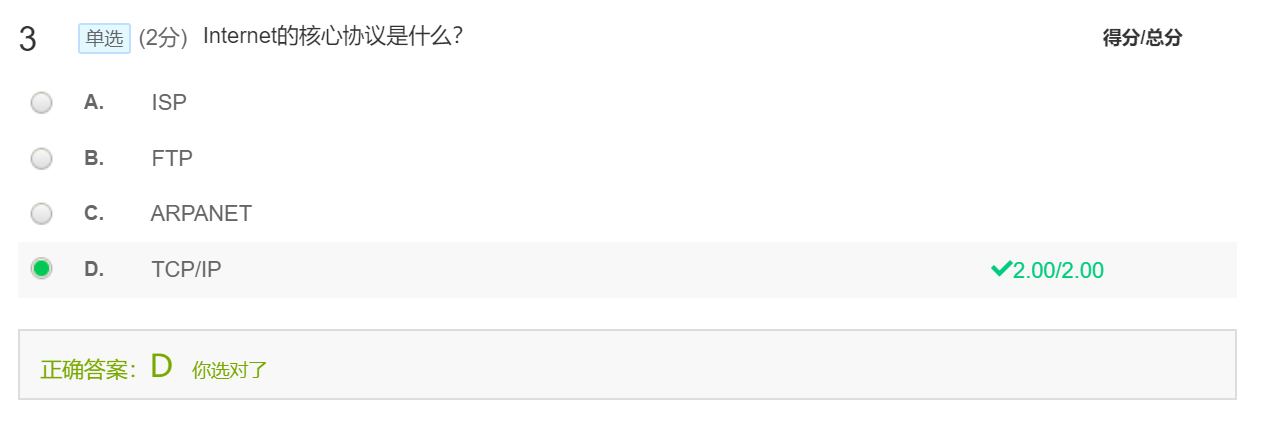 3 单选 (2分) Internet的核心协议是什么? 得分/总分
A. ISP
B. FTP
C. ARPANET
D. TCP/IP 2.00/2.00
正确答案：D 你选对了